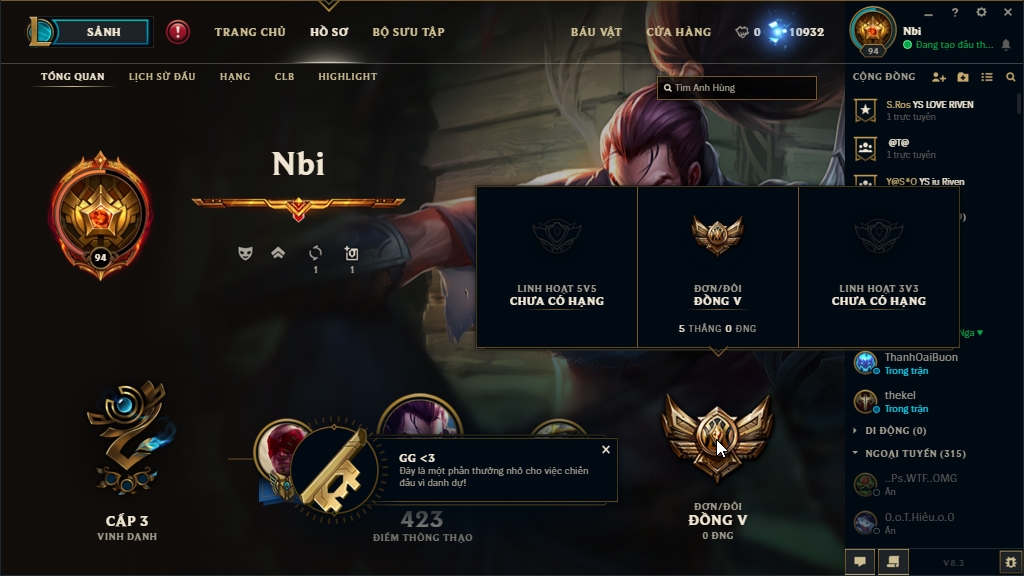 SẢNH
TRANG CHỦ
HỒ SƠ
BỘ SƯU TẬP
BÁU VẬT
CỬA HÀNG
0
10932
94
Nbi
Đang tạo đấu th...
TỔNG QUAN
LỊCH SỬ ĐẤU
HẠNG
CLB
HIGHLIGHT
Tìm Anh Hùng
CỘNG ĐỒNG
S.Ros YS LOVE RIVEN
1 trực tuyến
@T@
1 trực tuyến
Y@S*O YS iu Riven
Nbi
94
1
1
LINH HOẠT 5V5
CHƯA CÓ HẠNG
ĐƠN/ĐÔI
ĐỒNG V
5 THẮNG 0 ĐNG
LINH HOẠT 3V3
CHƯA CÓ HẠNG
Nga ♥
ThanhOaiBuon
Trong trận
thekel
Trong trận
DI ĐỘNG (0)
NGOẠI TUYẾN (315)
..Ps.WTF..OMG
Ẩn
O.o.T.Hiếu.o.O
Ẩn
GG <3
Đây là một phần thưởng nhỏ cho việc chiến
đấu vì danh dự!
CẤP 3
VINH DANH
423
ĐIỂM THÔNG THẠO
ĐƠN/ĐÔI
ĐỒNG V
0 ĐNG
V8.3